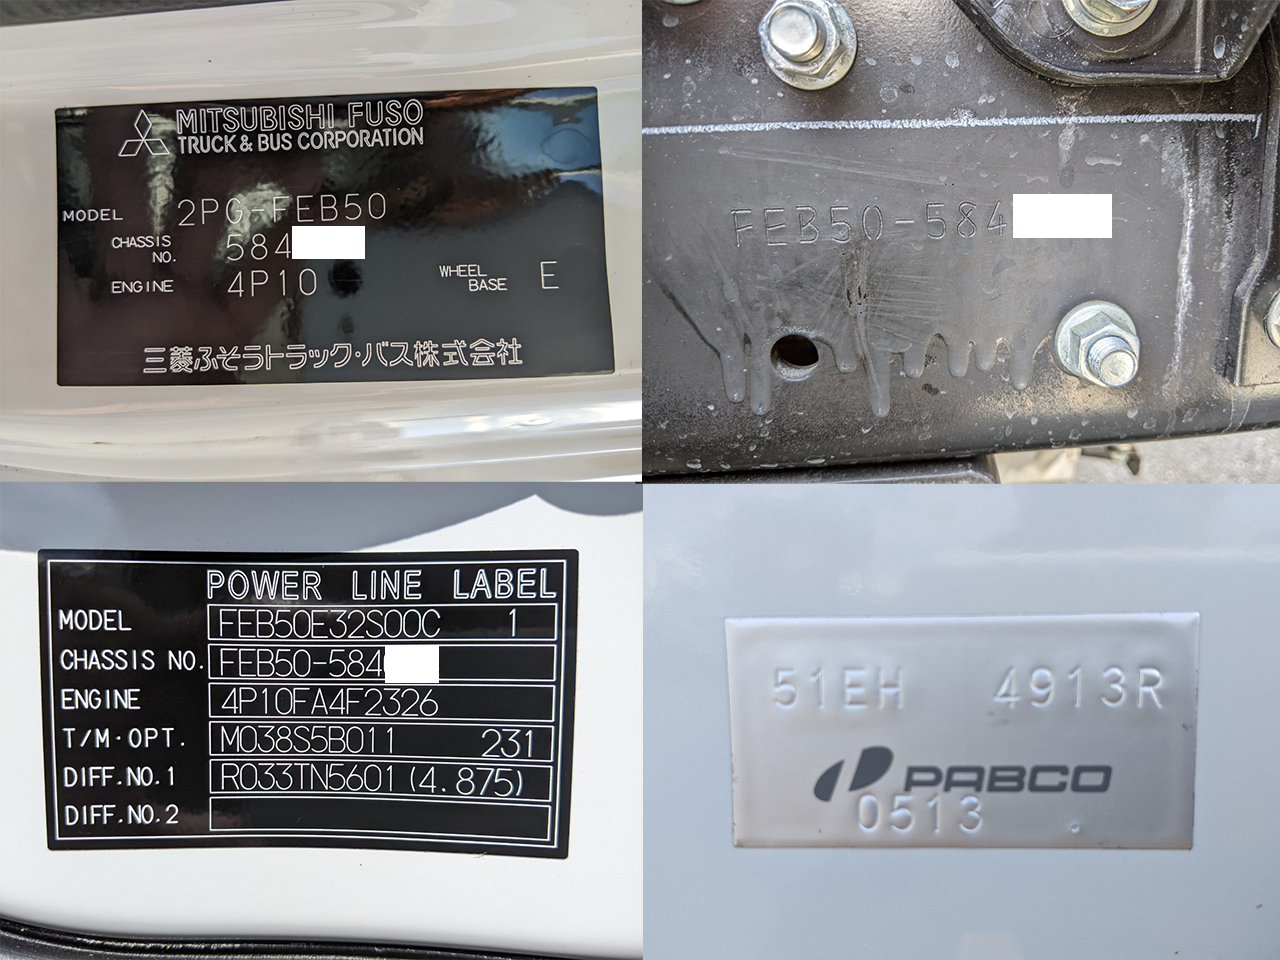 MITSUBISHI FUSO
TRUCK & BUS CORPORATION
MODEL 2PG-FEB50
CHASSIS NO. 584
ENGINE 4P10 WHEEL BASE E
三菱ふそうトラック・バス株式会社
FEB50-584
POWER LINE LABEL
MODEL FEB50E32S00C 1
CHASSIS NO. FEB50-584
ENGINE 4P10FA4F2326
T/M・OPT. M038S5B011 231
DIFF.NO.1 R033TN5601(4.875)
DIFF.NO.2
51EH 4913R
PABCO
0513